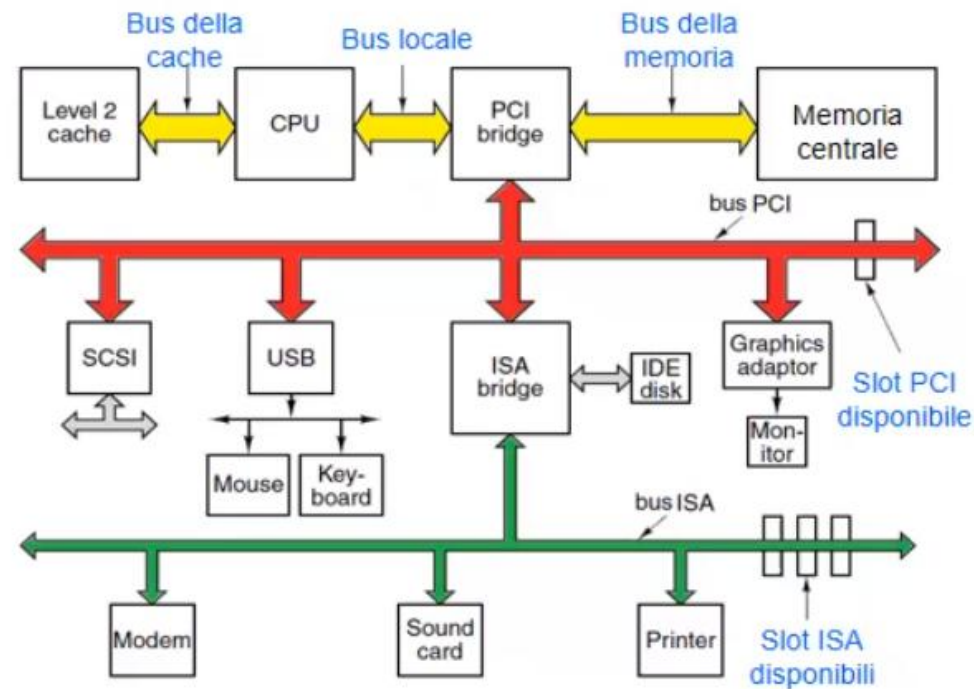 Bus della
cache
Bus locale
Bus della
memoria
Level 2
cache
CPU
PCI
bridge
Memoria
centrale
bus PCI
SCSI
USB
ISA
bridge
IDE
disk
Graphics
adaptor
Slot PCI
disponibile
Mon-
itor
Mouse
Key-
board
bus ISA
Modem
Sound
card
Printer
Slot ISA
disponibili